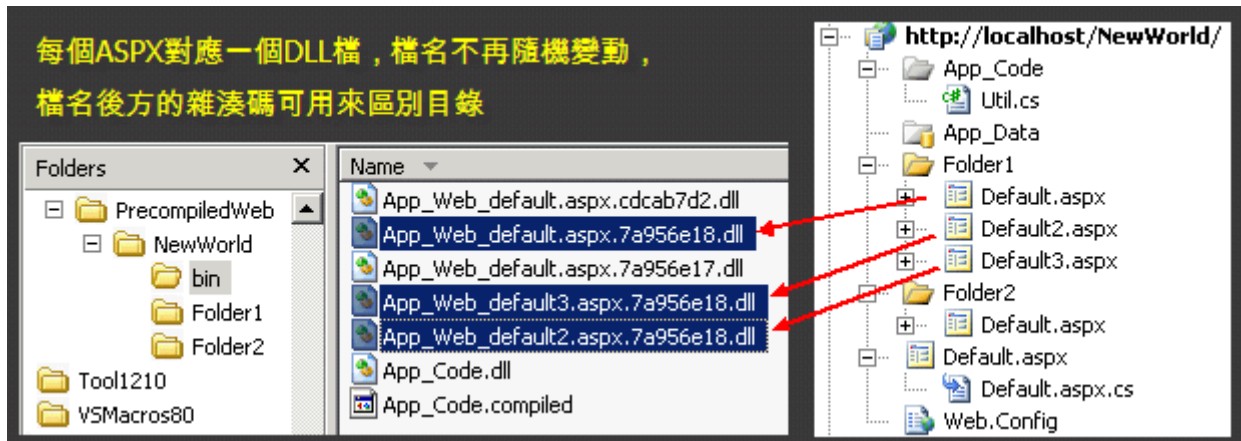 每個ASPX對應一個DLL檔，檔名不再隨機變動，
檔名後方的雜湊碼可用來區別目錄
Folders
PrecompiledWeb
NewWorld
bin
Folder1
Folder2
Tool1210
VSMacros80
Name
App_Web_default.aspx.cdcab7d2.dll
App_Web_default.aspx.7a956e18.dll
App_Web_default.aspx.7a956e17.dll
App_Web_default3.aspx.7a956e18.dll
App_Web_default2.aspx.7a956e18.dll
App_Code.dll
App_Code.compiled
http://localhost/NewWorld/
App_Code
Util.cs
App_Data
Folder1
Default.aspx
Default2.aspx
Default3.aspx
Folder2
Default.aspx
Default.aspx
Default.aspx.cs
Web.Config